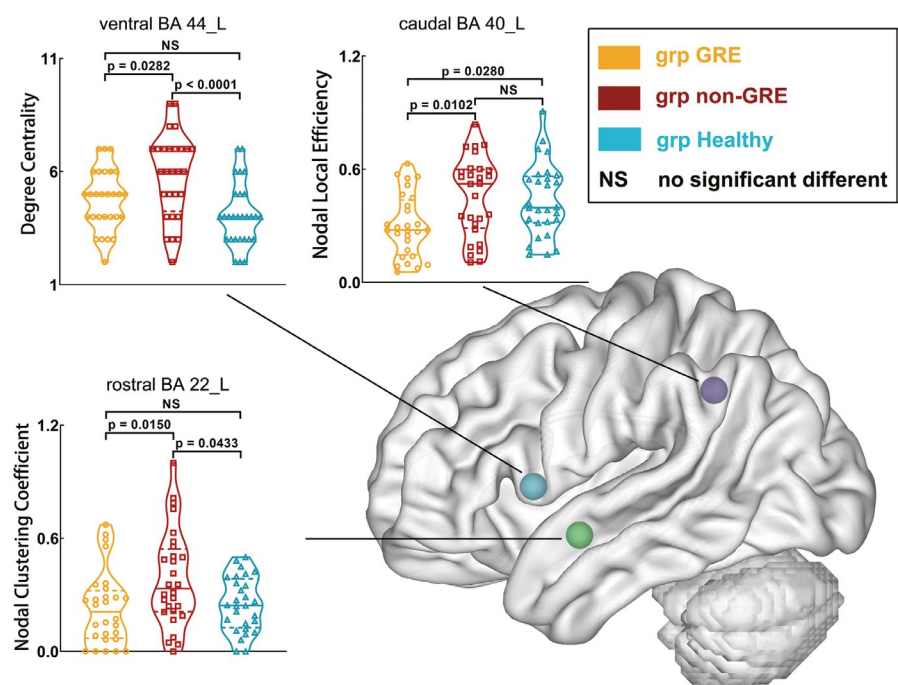 ventral BA 44_L
Degree Centrality
11
6
1
NS
p = 0.0282
p < 0.0001
caudal BA 40_L
Nodal Local Efficiency
1.2
0.6
0.0
p = 0.0280
NS
p = 0.0102
grp GRE
grp non-GRE
grp Healthy
NS no significant different
rostral BA 22_L
Nodal Clustering Coefficient
1.2
0.6
0.0
NS
p = 0.0150
p = 0.0433